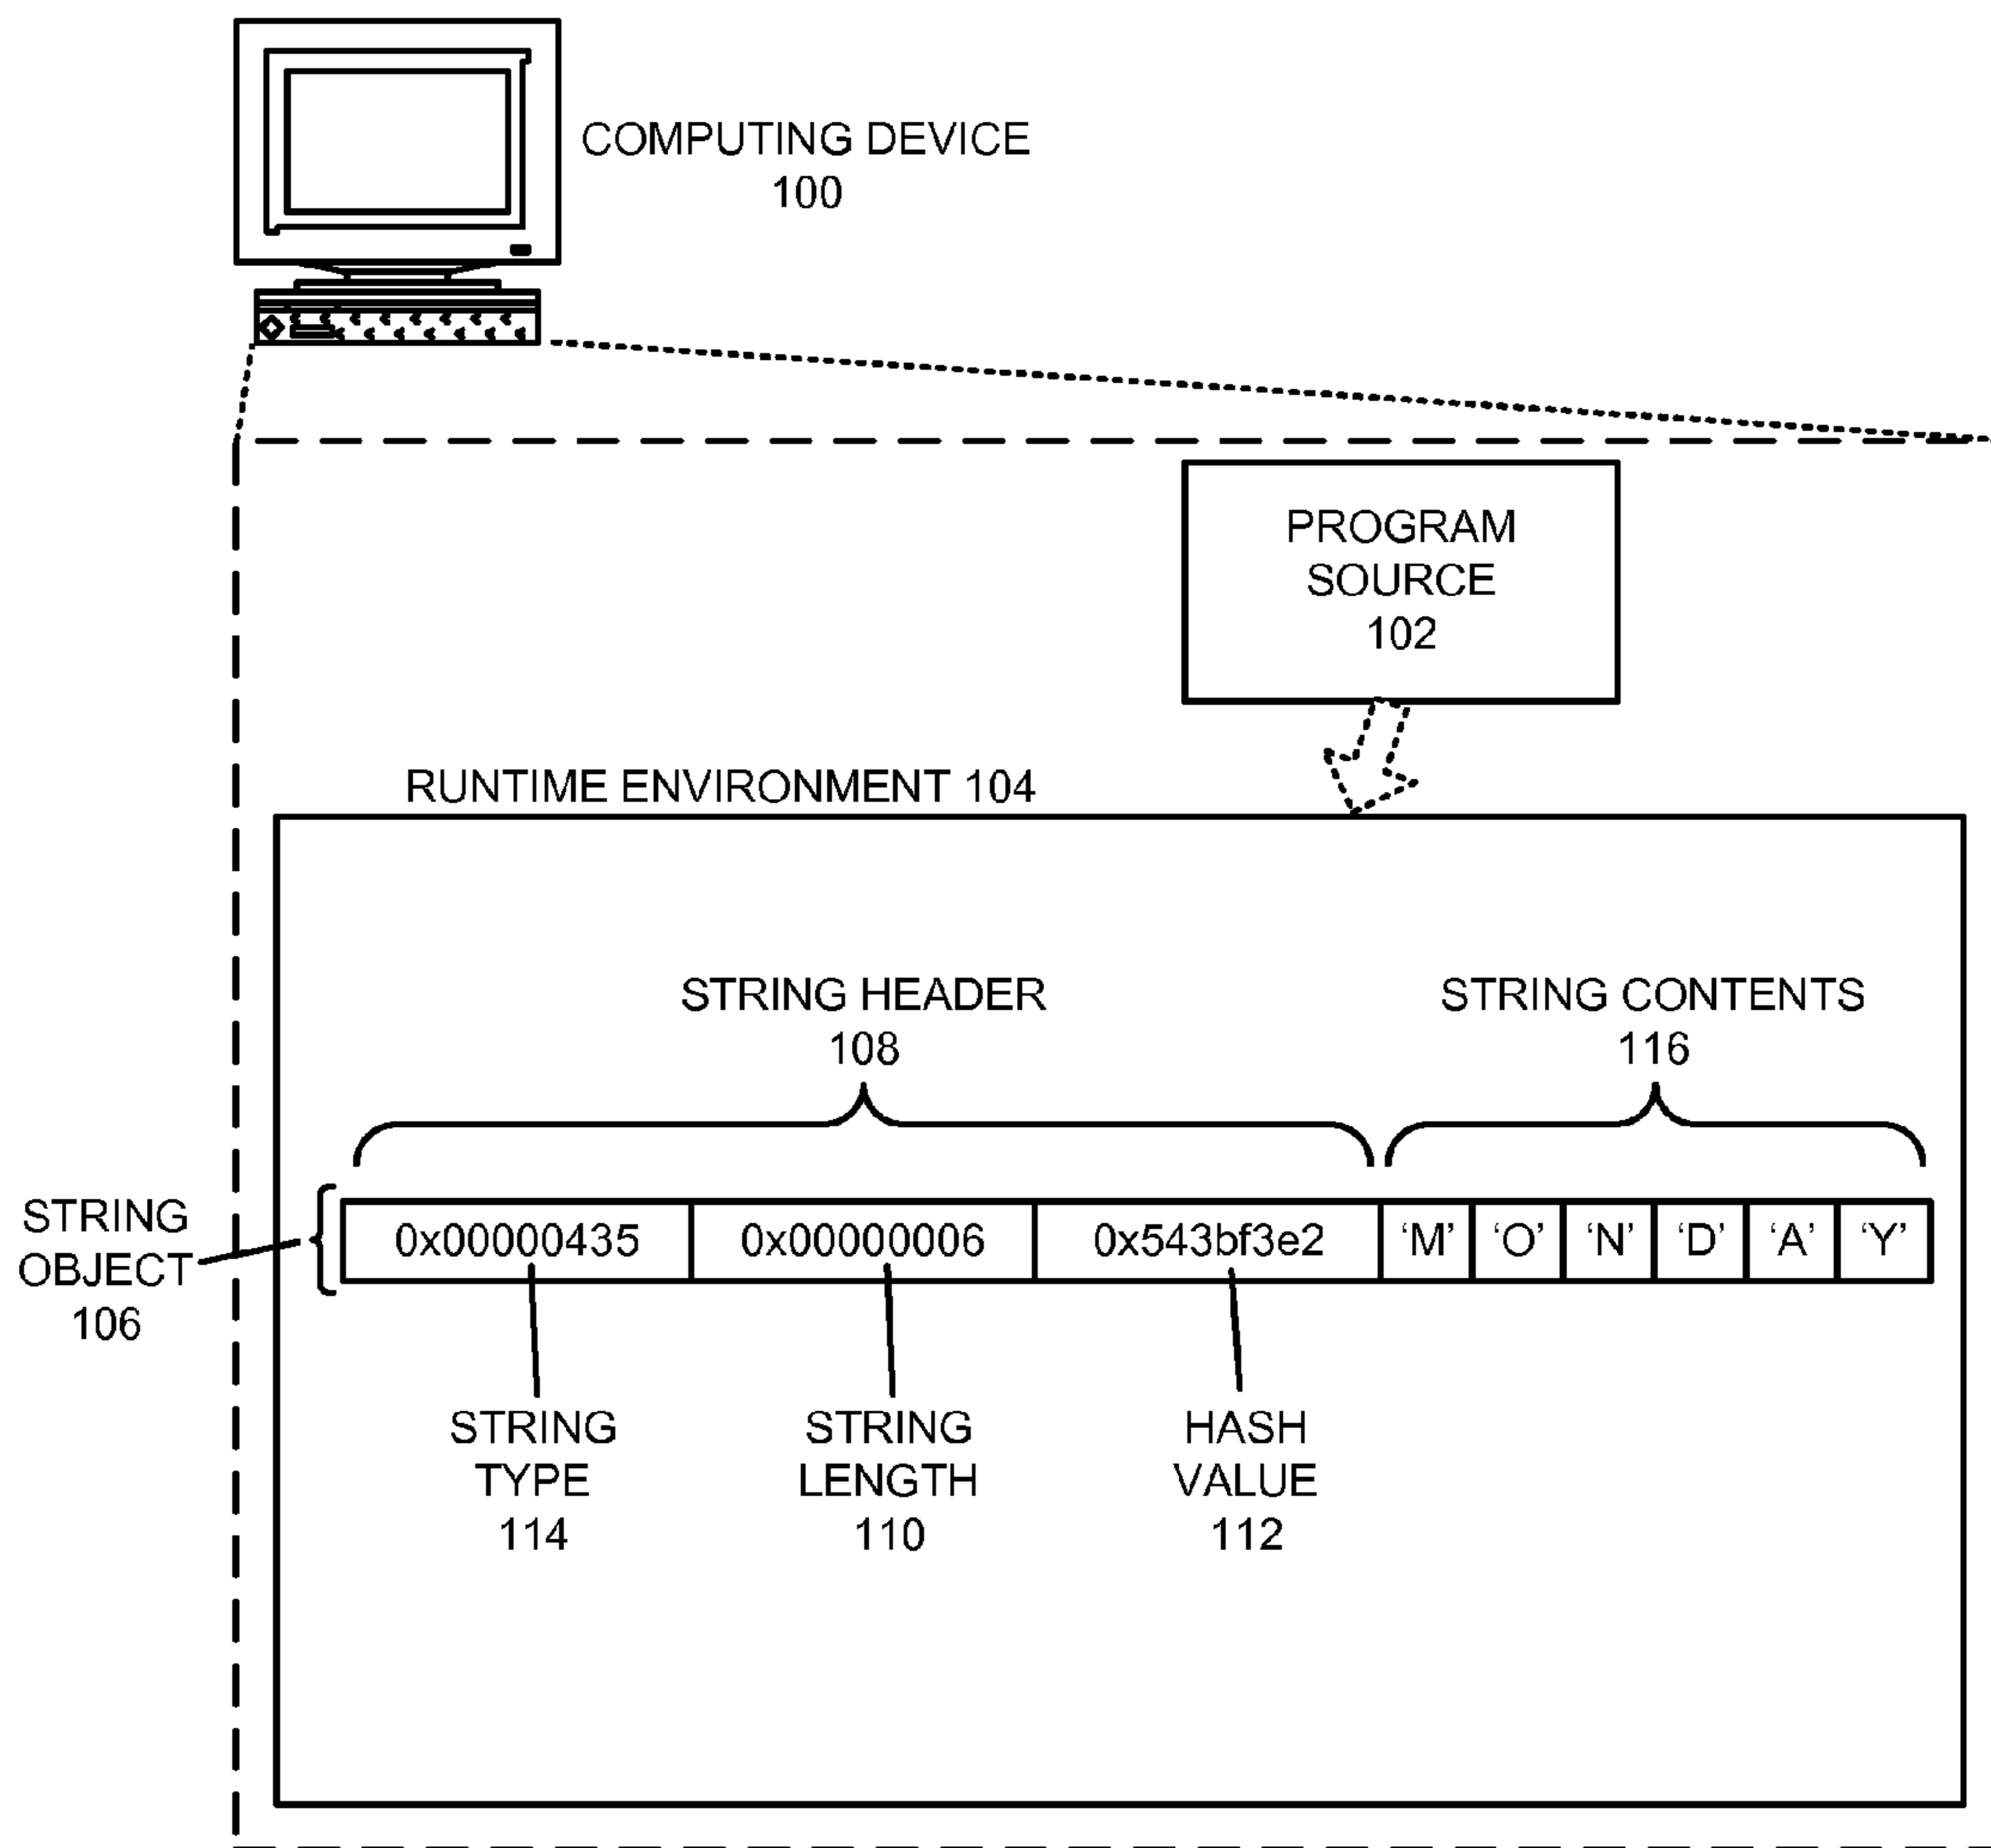 COMPUTING DEVICE
100
PROGRAM
SOURCE
102
RUNTIME ENVIRONMENT 104
STRING HEADER
108
STRING CONTENTS
116
STRING
OBJECT
106
0x00000435 0x00000006 0x543bf3e2 ‘M’ ‘O’ ‘N’ ‘D’ ‘A’ ‘Y’
STRING
TYPE
114
STRING
LENGTH
110
HASH
VALUE
112